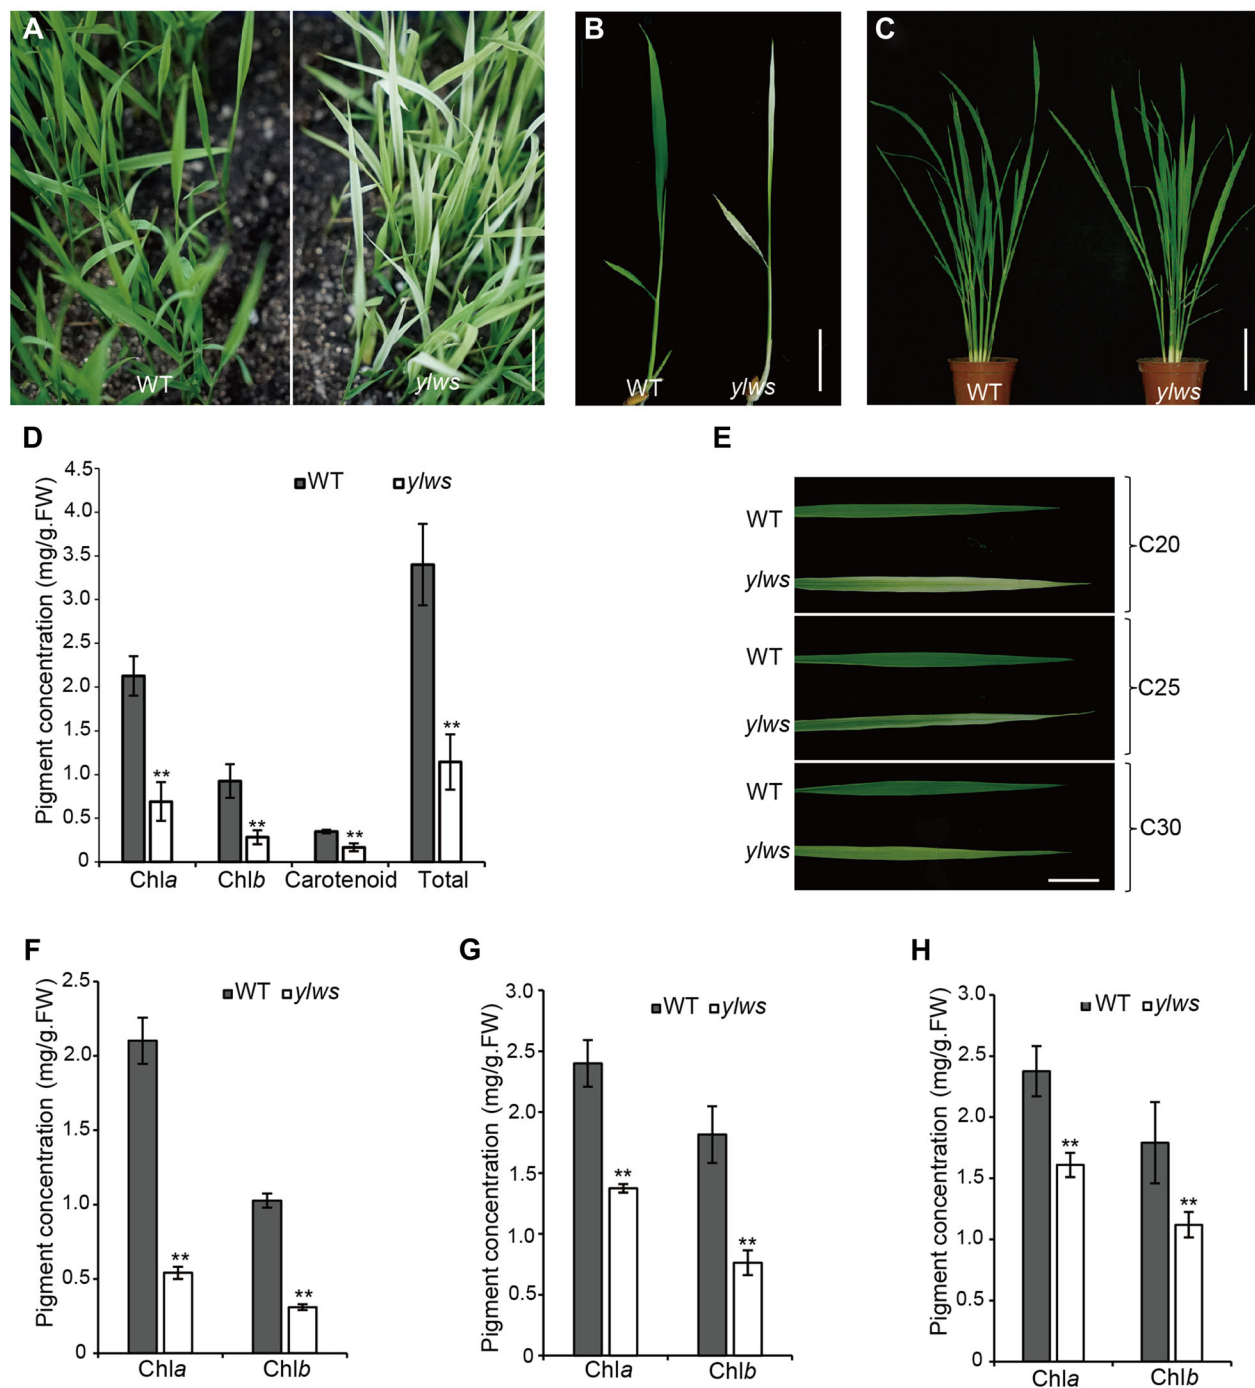 A
WT
ylws
B
WT
ylws
C
WT
ylws
D
Pigment concentration (mg/g.FW)
4.5
4.0
3.5
3.0
2.5
2.0
1.5
1.0
0.5
0
WT ylws
**
**
**
**
Chla Chlb Carotenoid Total
E
WT
ylws
C20
WT
ylws
C25
WT
ylws
C30
F
Pigment concentration (mg/g.FW)
2.5
2.0
1.5
1.0
0.5
0
WT ylws
**
**
Chla Chlb
G
Pigment concentration (mg/g.FW)
3.0
2.5
2.0
1.5
1.0
0.5
0
WT ylws
**
**
Chla Chlb
H
Pigment concentration (mg/g.FW)
3.0
2.5
2.0
1.5
1.0
0.5
0
WT ylws
**
**
Chla Chlb